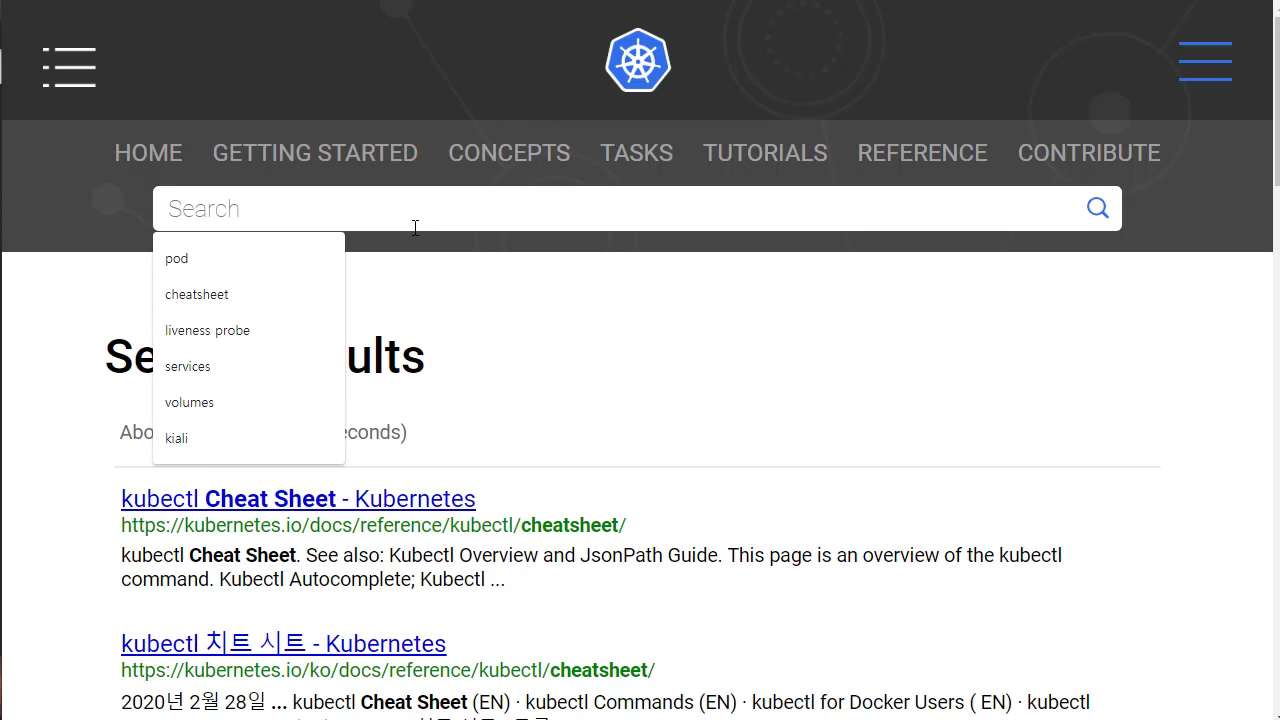 HOME GETTING STARTED CONCEPTS TASKS TUTORIALS REFERENCE CONTRIBUTE
Search
pod
cheatsheet
liveness probe
services
volumes
kiali
Se ults
Abo econds)
kubectl Cheat Sheet - Kubernetes
https://kubernetes.io/docs/reference/kubectl/cheatsheet/
kubectl Cheat Sheet. See also: Kubectl Overview and JsonPath Guide. This page is an overview of the kubectl
command. Kubectl Autocomplete; Kubectl ...
kubectl 치트 시트 - Kubernetes
https://kubernetes.io/ko/docs/reference/kubectl/cheatsheet/
2020년 2월 28일 ... kubectl Cheat Sheet (EN) · kubectl Commands (EN) · kubectl for Docker Users ( EN) · kubectl